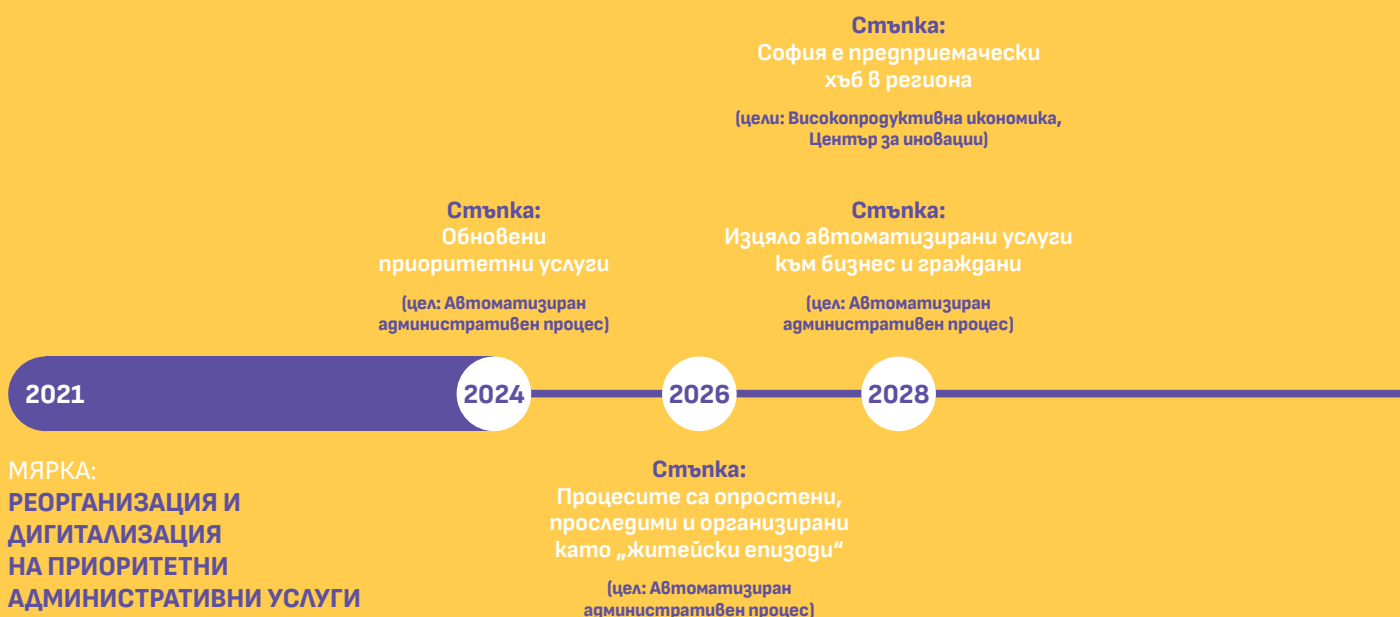 Стъпка:
София е предприемачески
хъб в региона
(цели: Високопродуктивна икономика,
Център за иновации)
Стъпка:
Обновени
приоритетни услуги
(цел: Автоматизиран
административен процес)
Стъпка:
Изцяло автоматизирани услуги
към бизнес и граждани
(цел: Автоматизиран
административен процес)
2021
2024
2026
2028
МЯРКА:
РЕОРГАНИЗАЦИЯ И
ДИГИТАЛИЗАЦИЯ
НА ПРИОРИТЕТНИ
АДМИНИСТРАТИВНИ УСЛУГИ
Стъпка:
Процесите са опростени,
проследими и организирани
като „житейски епизоди“
(цел: Автоматизиран
административен процес)